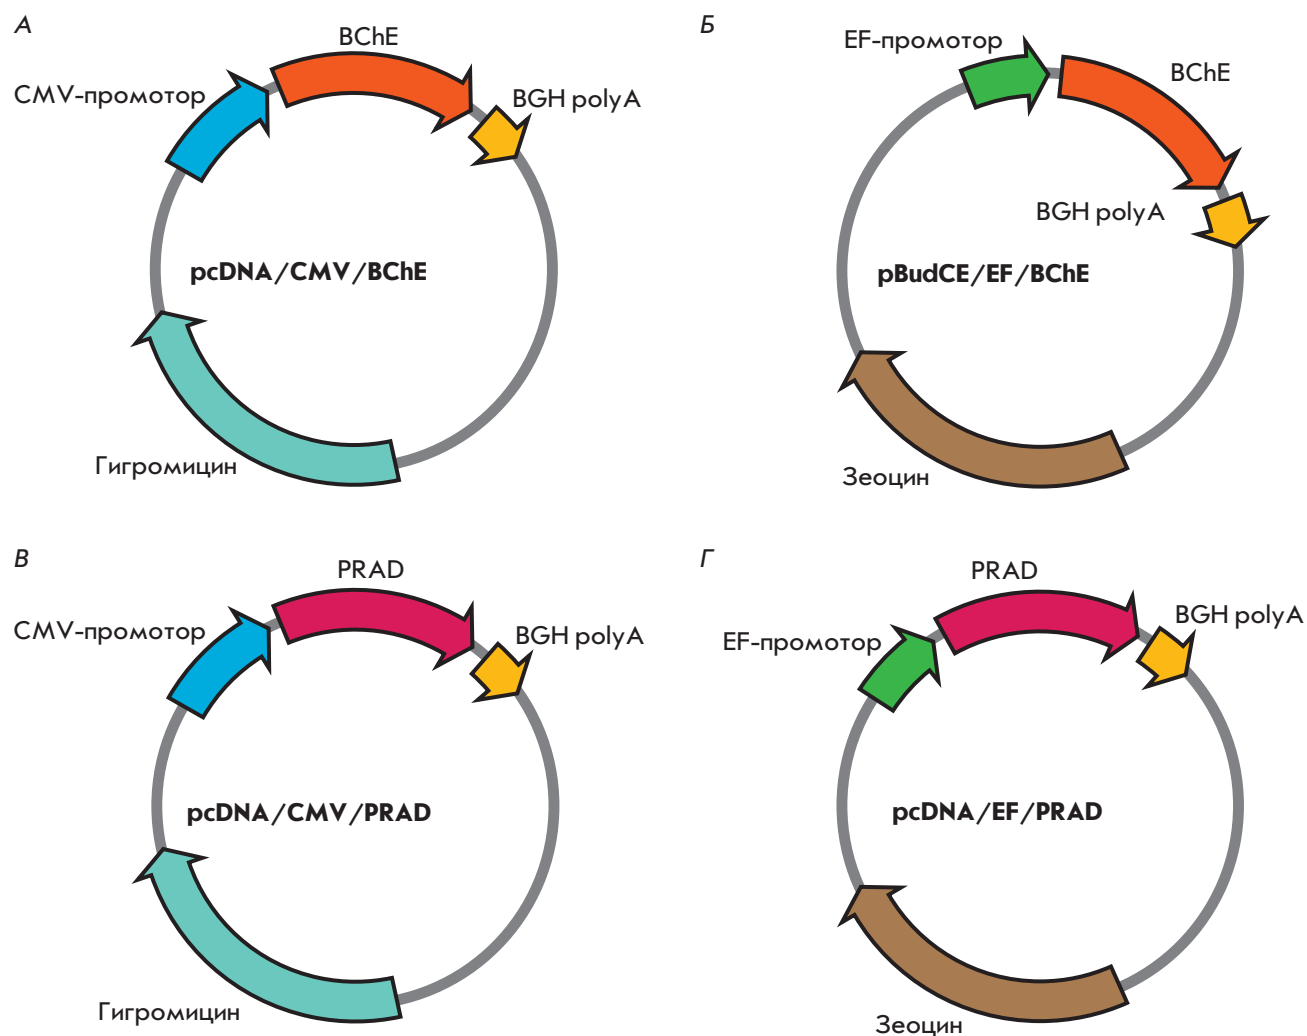 А
BChE
CMV-промотор
BGH polyA
pcDNA/CMV/BChE
Гигромицин
Б
EF-промотор
BChE
BGH polyA
pBudCE/EF/BChE
Зеоцин
В
PRAD
CMV-промотор
BGH polyA
pcDNA/CMV/PRAD
Гигромицин
Г
PRAD
BGH polyA
EF-промотор
pcDNA/EF/PRAD
Зеоцин